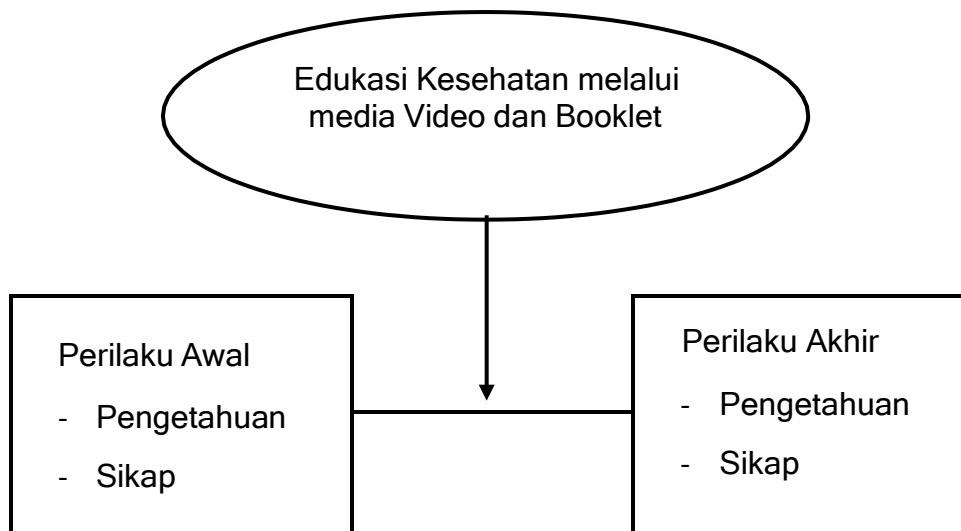 Edukasi Kesehatan melalui
media Video dan Booklet
Perilaku Awal
- Pengetahuan
- Sikap
Perilaku Akhir
- Pengetahuan
- Sikap